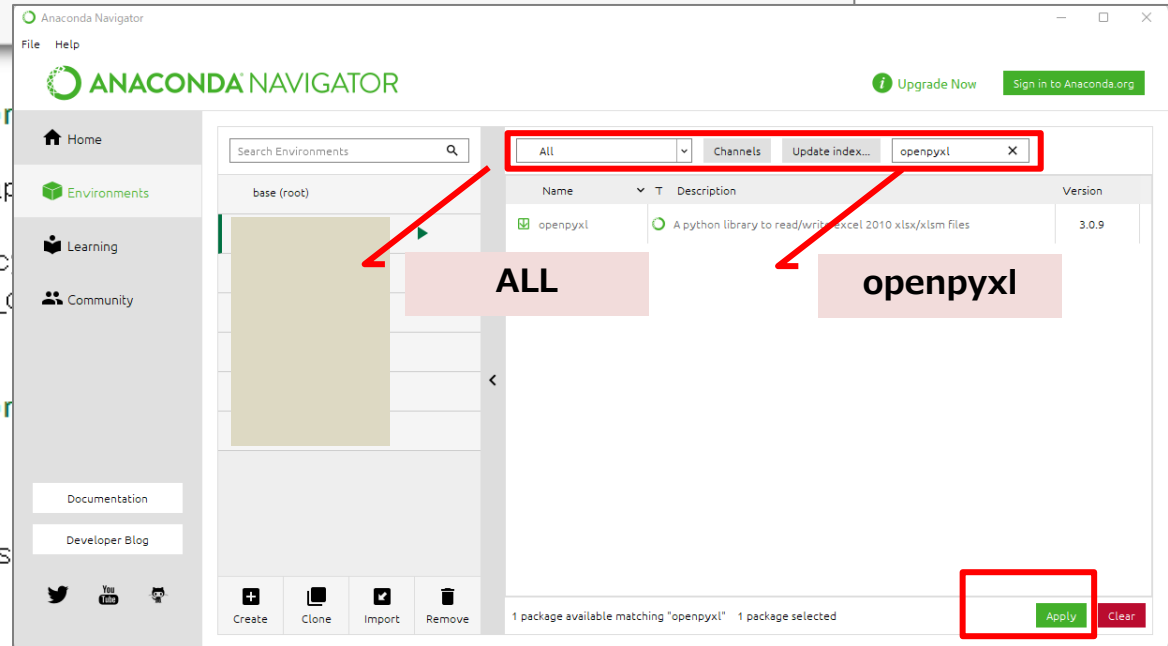 Anaconda Navigator
File Help
ANACONDA NAVIGATOR
i Upgrade Now
Sign in to Anaconda.org
Home
Environments
Learning
Community
Documentation
Developer Blog
You
Tube
Search Environments
base (root)
Create
Clone
Import
Remove
All
Channels
Update index...
openpyxl
Name
T
Description
Version
openpyxl
A python library to read/write excel 2010 xlsx/xlsm files
3.0.9
ALL
openpyxl
1 package available matching "openpyxl" 1 package selected
Apply
Clear